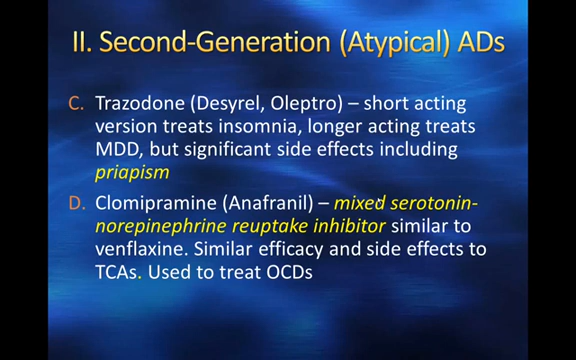 II. Second-Generation (Atypical) ADs
C. Trazodone (Desyrel, Oleptro) – short acting
version treats insomnia, longer acting treats
MDD, but significant side effects including
priapism
D. Clomipramine (Anafranil) – mixed serotonin-
norepinephrine reuptake inhibitor similar to
venflaxine. Similar efficacy and side effects to
TCAs. Used to treat OCDs